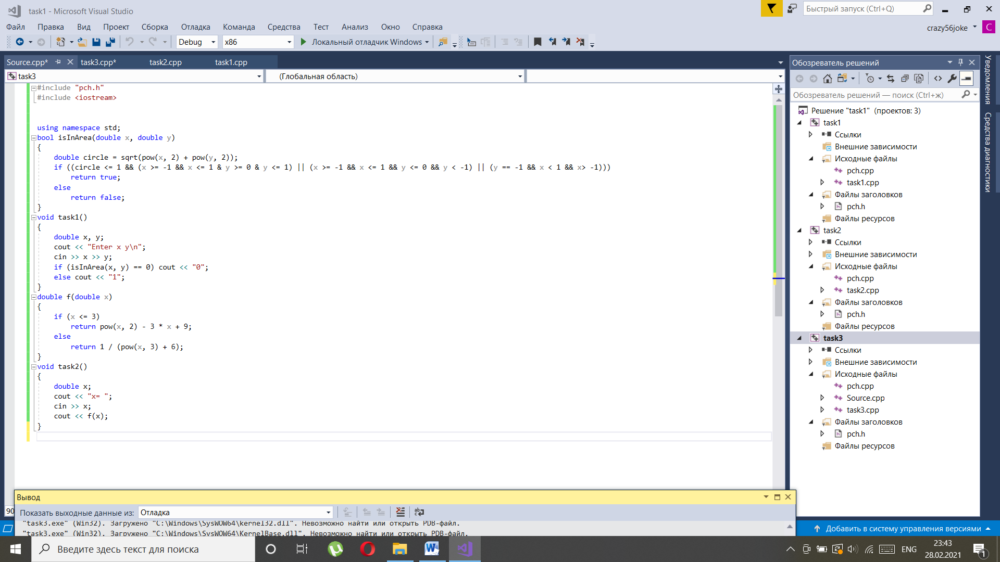 task1 - Microsoft Visual Studio
Быстрый запуск (Ctrl+Q)
Файл Правка Вид Проект Сборка Отладка Команда Средства Тест Анализ Окно Справка
crazy56joke C
Debug x86 Локальный отладчик Windows
Source.cpp* task3.cpp* task2.cpp task1.cpp
task3 (Глобальная область)
#include "pch.h"
#include <iostream>
using namespace std;
bool isInArea(double x, double y)
{
double circle = sqrt(pow(x, 2) + pow(y, 2));
if ((circle <= 1 && (x >= -1 && x <= 1 & y >= 0 & y <= 1) || (x >= -1 && x <= 1 && y <= 0 && y < -1) || (y == -1 && x < 1 && x> -1)))
return true;
else
return false;
}
void task1()
{
double x, y;
cout << "Enter x y\n";
cin >> x >> y;
if (isInArea(x, y) == 0) cout << "0";
else cout << "1";
}
double f(double x)
{
if (x <= 3)
return pow(x, 2) - 3 * x + 9;
else
return 1 / (pow(x, 3) + 6);
}
void task2()
{
double x;
cout << "x= ";
cin >> x;
cout << f(x);
}
90
Вывод
Показать выходные данные из: Отладка
"task3.exe" (Win32). Загружено "C:\Windows\SysWOW64\kernel32.dll". Невозможно найти или открыть PDB-файл.
"task3.exe" (Win32). Загружено "C:\Windows\SysWOW64\KernelBase.dll". Невозможно найти или открыть PDB-файл.
Обозреватель решений
Обозреватель решений — поиск (Ctrl+ж)
Решение "task1" (проектов: 3)
task1
Ссылки
Внешние зависимости
Исходные файлы
pch.cpp
task1.cpp
Файлы заголовков
pch.h
Файлы ресурсов
task2
Ссылки
Внешние зависимости
Исходные файлы
pch.cpp
task2.cpp
Файлы заголовков
pch.h
Файлы ресурсов
task3
Ссылки
Внешние зависимости
Исходные файлы
pch.cpp
Source.cpp
task3.cpp
Файлы заголовков
pch.h
Файлы ресурсов
Уведомления
Средства диагностики
Добавить в систему управления версиями
Введите здесь текст для поиска
ENG
23:43
28.02.2021
1